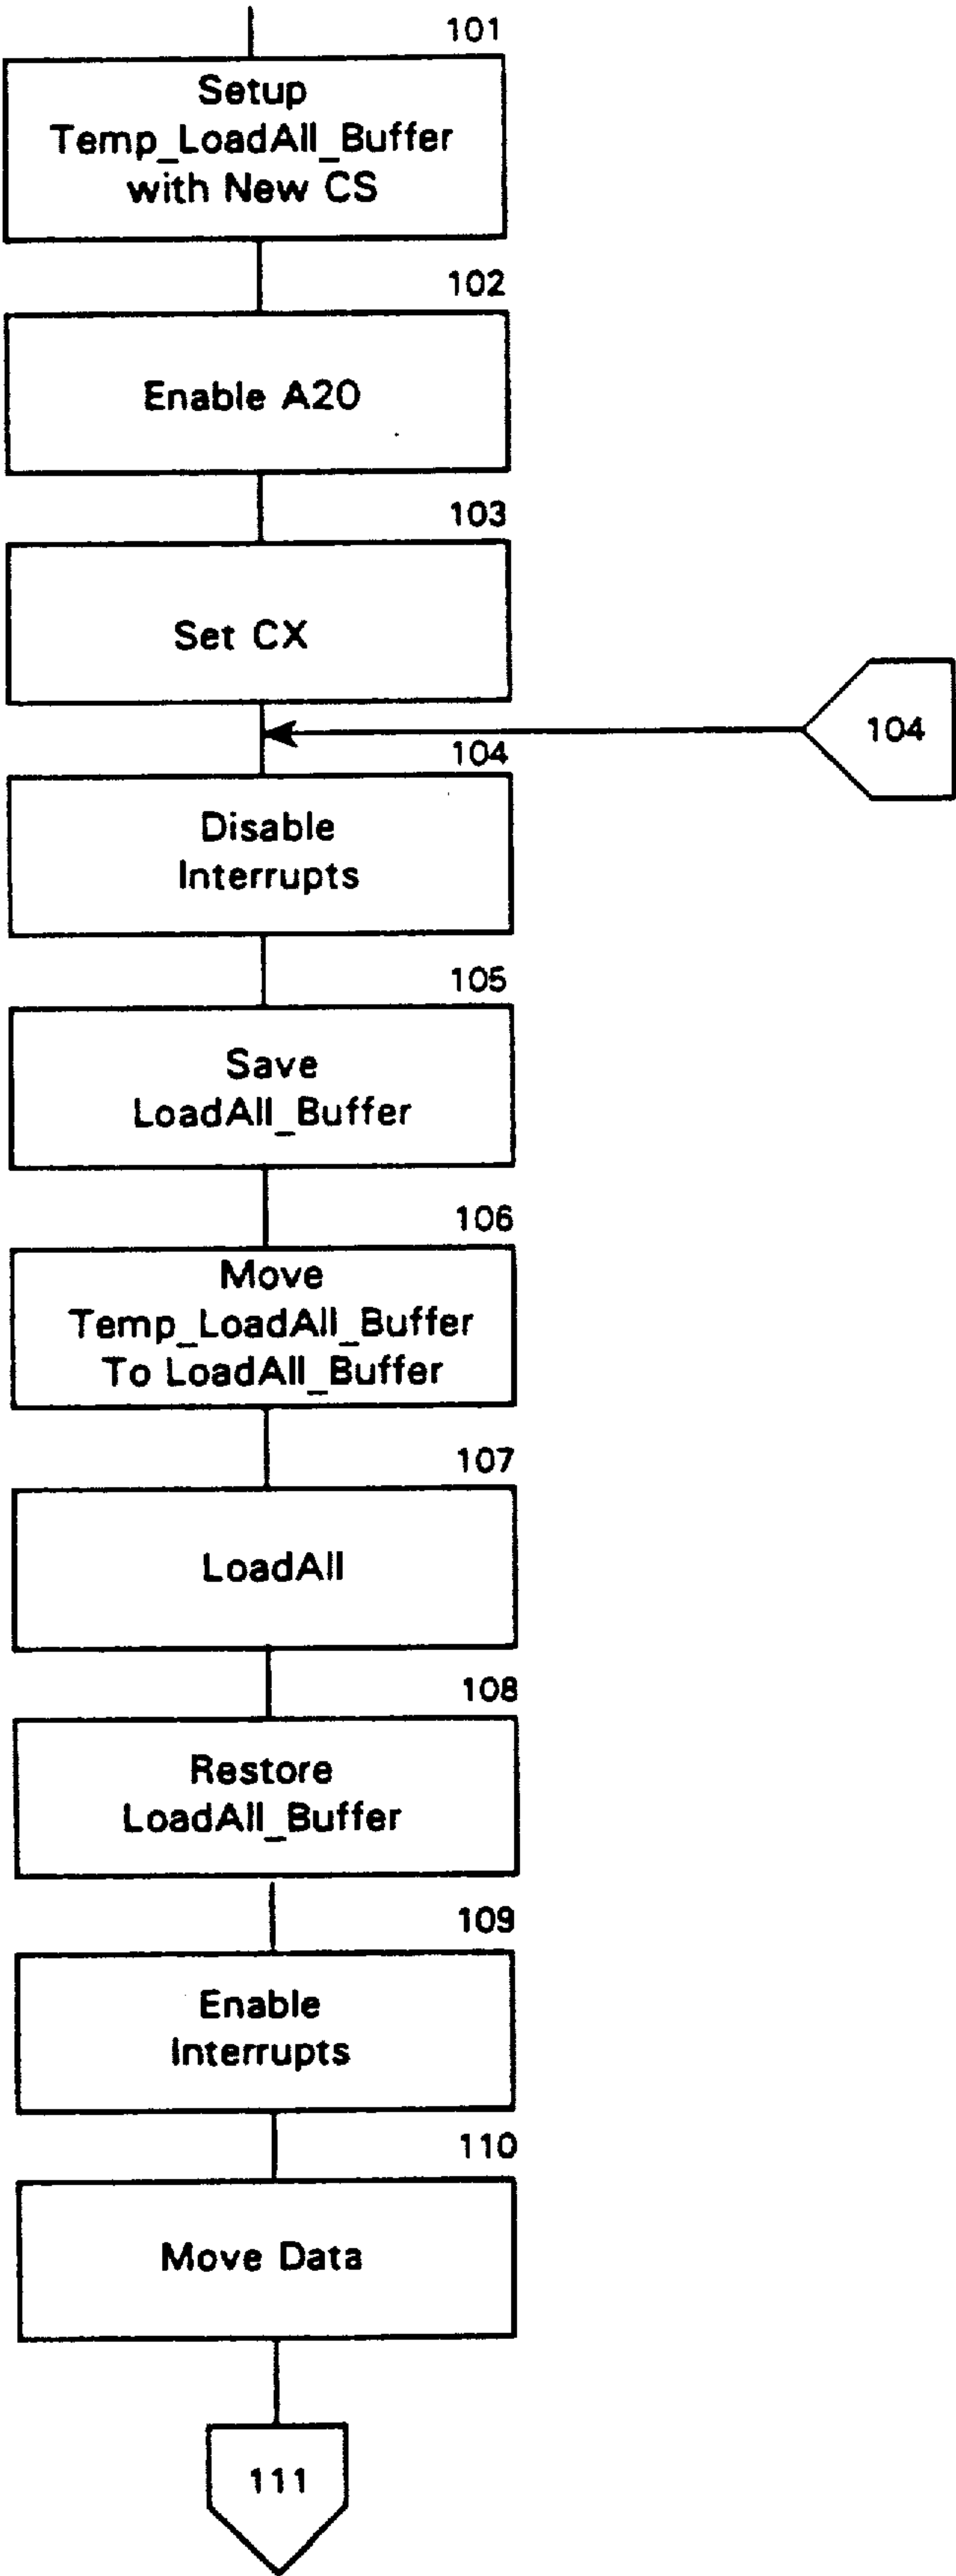 101
Setup
Temp_LoadAll_Buffer
with New CS
102
Enable A20
103
Set CX
104
104
Disable
Interrupts
105
Save
LoadAll_Buffer
106
Move
Temp_LoadAll_Buffer
To LoadAll_Buffer
107
LoadAll
108
Restore
LoadAll_Buffer
109
Enable
Interrupts
110
Move Data
111